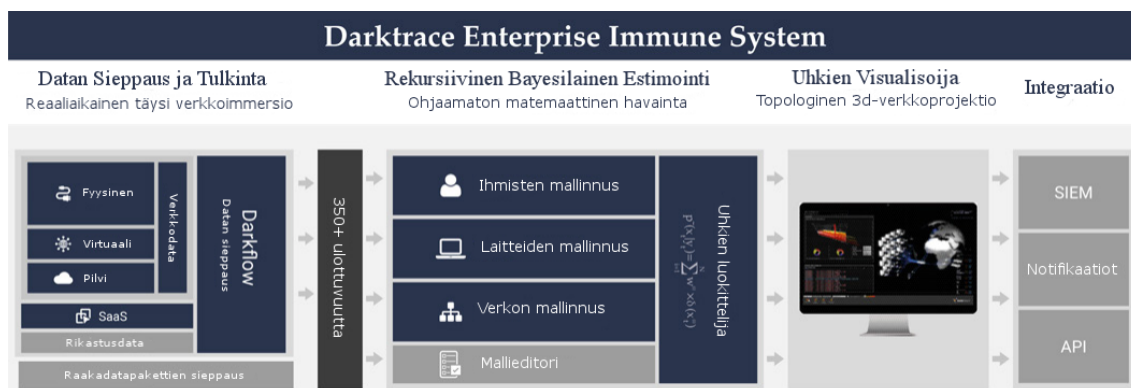 Darktrace Enterprise Immune System
Datan Sieppaus ja Tulkinta
Reaaliaikainen täysi verkkoimmersio
Rekursiivinen Bayesilainen Estimointi
Ohjaamaton matemaattinen havainta
Uhkien Visualisoija
Topologinen 3d-verkkoprojektio
Integraatio
Fyysinen
Virtuaali
Pilvi
Verkkodata
SaaS
Rikastusdata
Darkflow
Datan sieppaus
Raakadatapakettien sieppaus
350+ ulottuvuutta
Ihmisten mallinnus
Laitteiden mallinnus
Verkon mallinnus
Mallieditori
Uhkien luokittelija
SIEM
Notifikaatiot
API